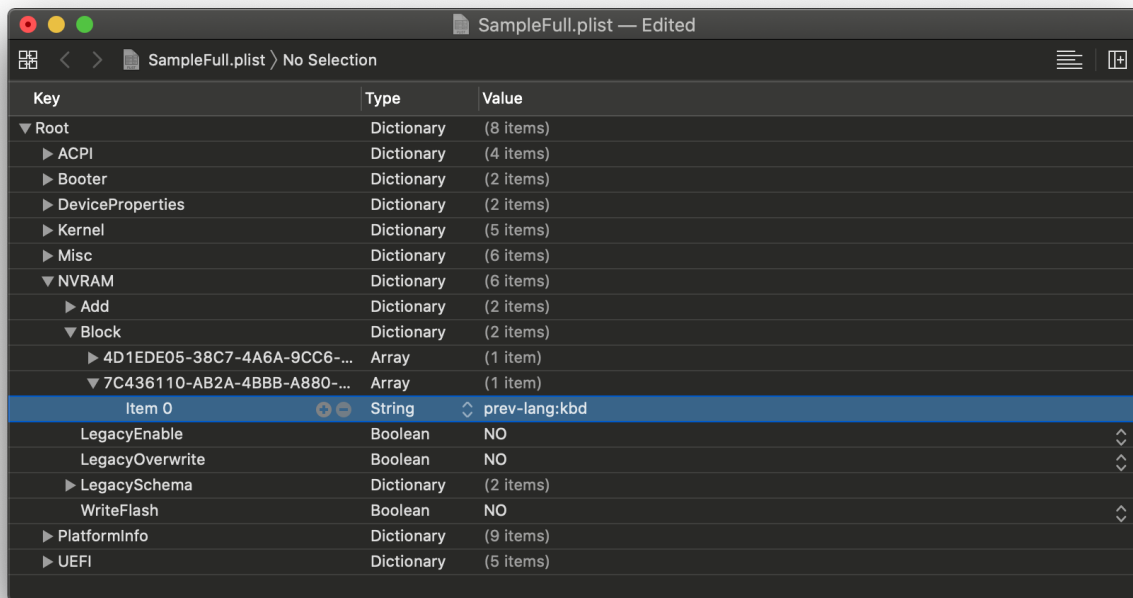 SampleFull.plist — Edited
SampleFull.plist 〉 No Selection
Key Type Value
Root Dictionary (8 items)
ACPI Dictionary (4 items)
Booter Dictionary (2 items)
DeviceProperties Dictionary (2 items)
Kernel Dictionary (5 items)
Misc Dictionary (6 items)
NVRAM Dictionary (6 items)
Add Dictionary (2 items)
Block Dictionary (2 items)
4D1EDE05-38C7-4A6A-9CC6-... Array (1 item)
7C436110-AB2A-4BBB-A880-... Array (1 item)
Item 0 String prev-lang:kbd
LegacyEnable Boolean NO
LegacyOverwrite Boolean NO
LegacySchema Dictionary (2 items)
WriteFlash Boolean NO
PlatformInfo Dictionary (9 items)
UEFI Dictionary (5 items)